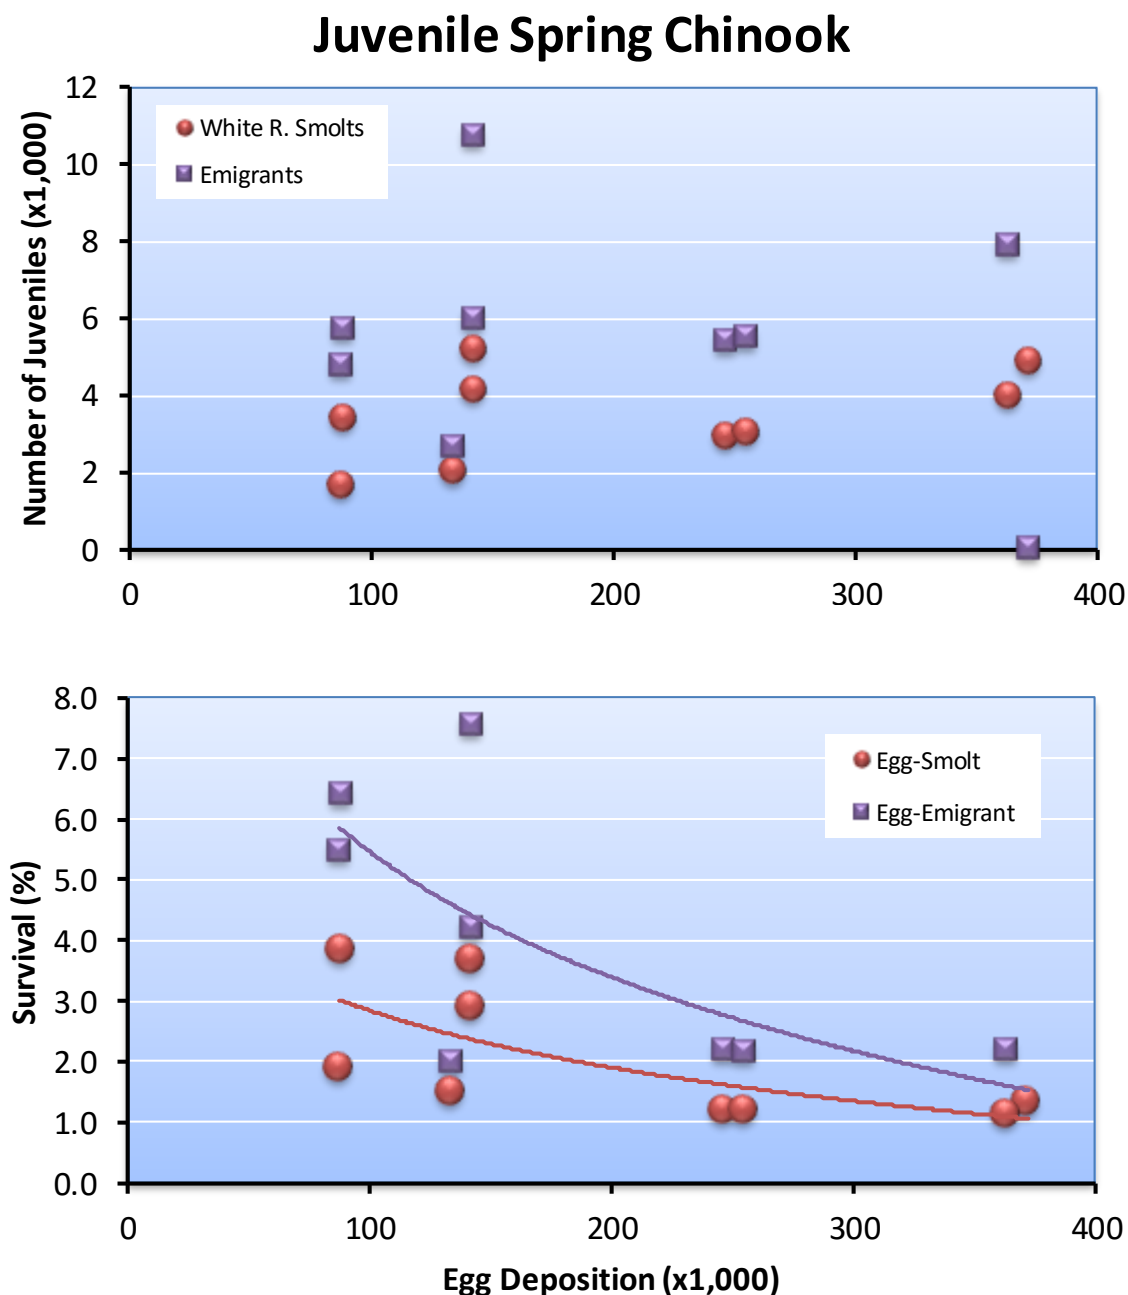 Juvenile Spring Chinook
Number of Juveniles (x1,000)
12
10
8
6
4
2
0
White R. Smolts
Emigrants
0 100 200 300 400
Survival (%)
8.0
7.0
6.0
5.0
4.0
3.0
2.0
1.0
0.0
Egg-Smolt
Egg-Emigrant
0 100 200 300 400
Egg Deposition (x1,000)